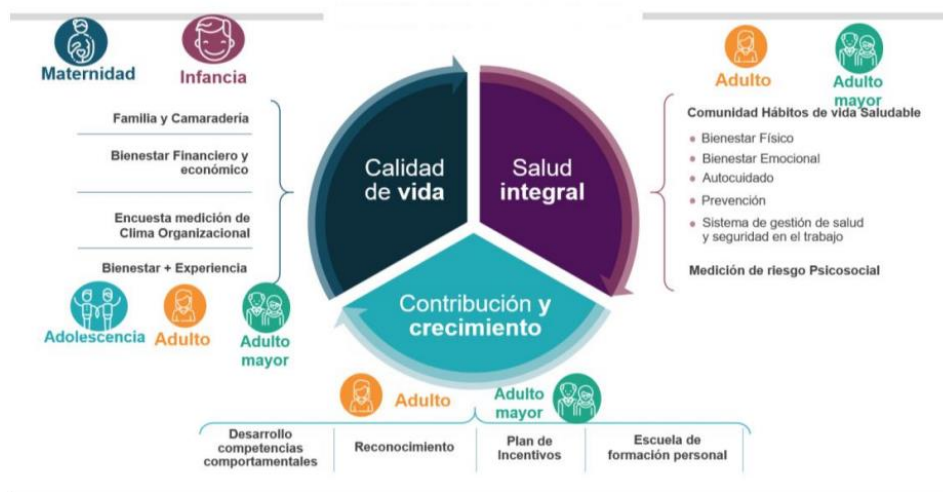 Maternidad
Infancia
Familia y Camaradería
Bienestar Financiero y
económico
Encuesta medición de
Clima Organizacional
Bienestar + Experiencia
Adolescencia
Adulto
Adulto
mayor
Calidad
de vida
Salud
integral
Contribución y
crecimiento
Adulto
Adulto
mayor
Comunidad Hábitos de vida Saludable
Bienestar Físico
Bienestar Emocional
Autocuidado
Prevención
Sistema de gestión de salud
y seguridad en el trabajo
Medición de riesgo Psicosocial
Adulto
Adulto
mayor
Desarrollo
competencias
comportamentales
Reconocimiento
Plan de
Incentivos
Escuela de
formación personal